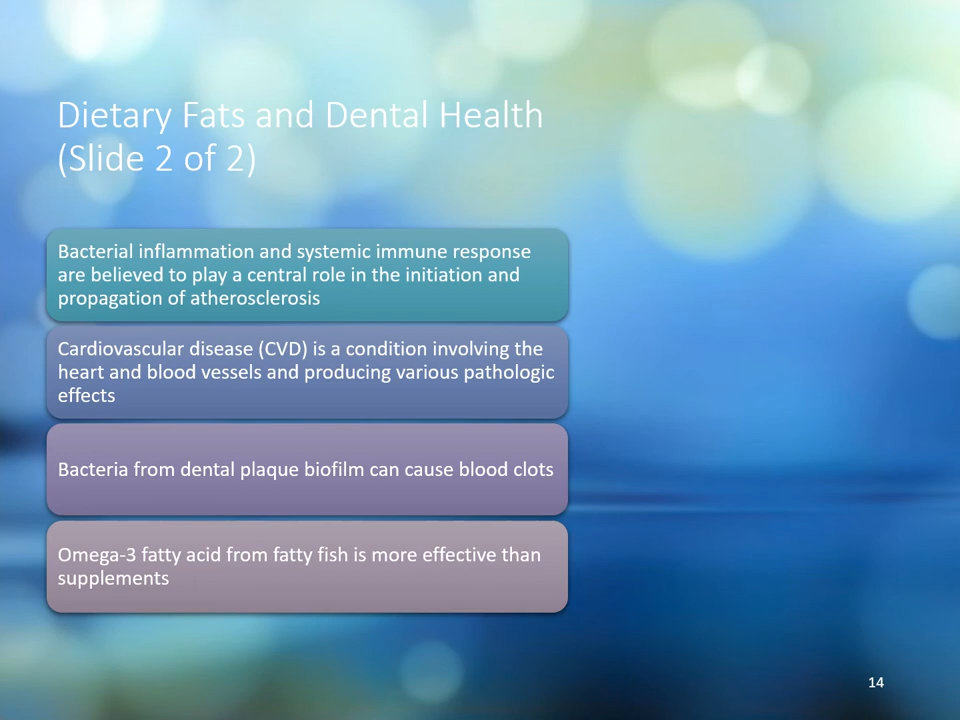 Dietary Fats and Dental Health
(Slide 2 of 2)
Bacterial inflammation and systemic immune response
are believed to play a central role in the initiation and
propagation of atherosclerosis
Cardiovascular disease (CVD) is a condition involving the
heart and blood vessels and producing various pathologic
effects
Bacteria from dental plaque biofilm can cause blood clots
Omega-3 fatty acid from fatty fish is more effective than
supplements
14